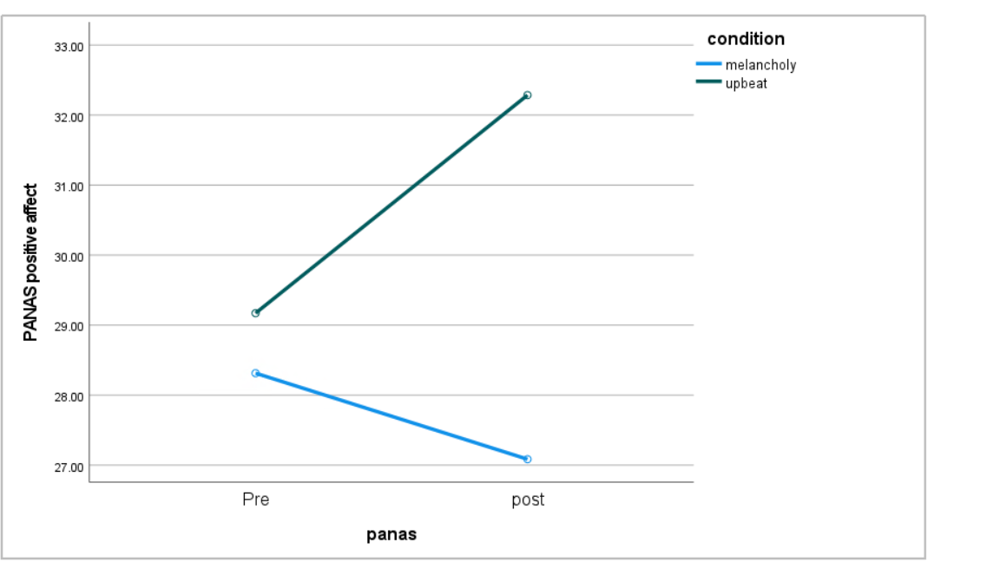 condition
melancholy
upbeat
33.00
32.00
31.00
30.00
29.00
28.00
27.00
PANAS positive affect
Pre
post
panas